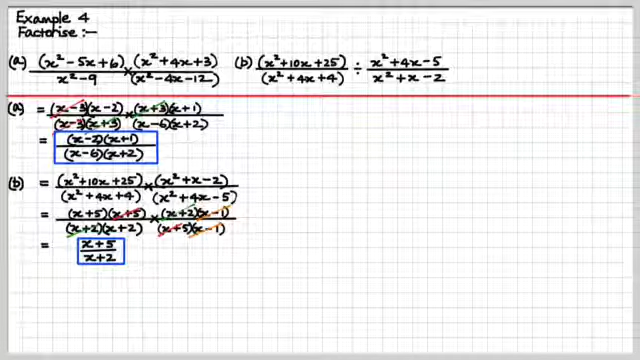 Example 4
Factorise :-
(a) (x² - 5x + 6)/(x² - 9) × (x² + 4x + 3)/(x² - 4x - 12) (b) (x² + 10x + 25)/(x² + 4x + 4) ÷ (x² + 4x - 5)/(x² + x - 2)
(a) = (x - 3)(x - 2)/(x - 3)(x + 3) × (x + 3)(x + 1)/(x - 6)(x + 2)
= (x - 2)(x + 1)/(x - 6)(x + 2)
(b) = (x² + 10x + 25)/(x² + 4x + 4) × (x² + x - 2)/(x² + 4x - 5)
= (x + 5)(x + 5)/(x + 2)(x + 2) × (x + 2)(x - 1)/(x + 5)(x - 1)
= x + 5/x + 2